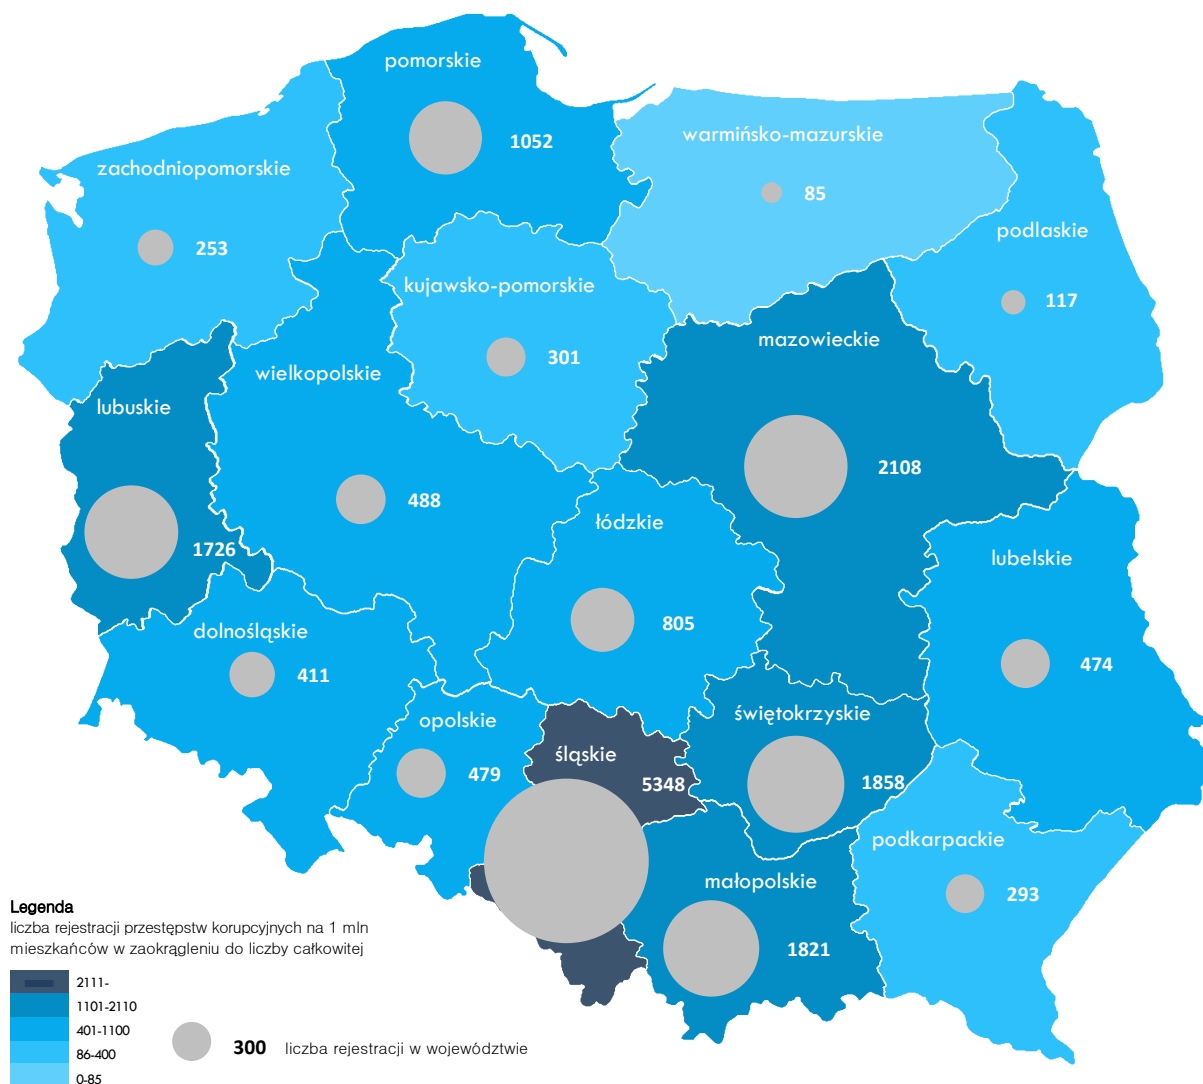 pomorskie
1052
warmińsko-mazurskie
85
zachodniopomorskie
253
podlaskie
117
kujawsko-pomorskie
301
mazowieckie
2108
wielkopolskie
488
lubuskie
1726
łódzkie
805
lubelskie
474
dolnośląskie
411
opolskie
479
śląskie
5348
świętokrzyskie
1858
podkarpackie
293
małopolskie
1821
Legenda
liczba rejestracji przestępstw korupcyjnych na 1 mln
mieszkańców w zaokrągleniu do liczby całkowitej
2111-
1101-2110
401-1100
86-400
0-85
300 liczba rejestracji w województwie